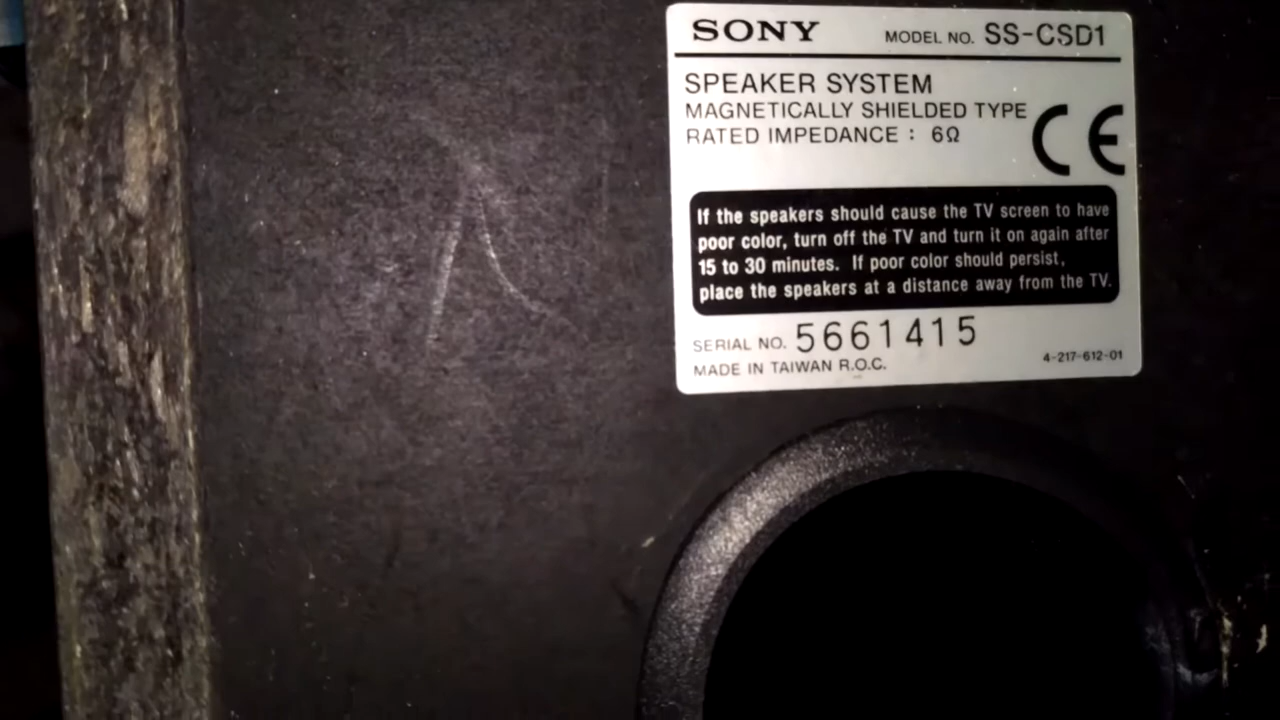 SONY MODEL NO. SS-CSD1
SPEAKER SYSTEM
MAGNETICALLY SHIELDED TYPE
RATED IMPEDANCE : 6Ω
CE
If the speakers should cause the TV screen to have
poor color, turn off the TV and turn it on again after
15 to 30 minutes. If poor color should persist,
place the speakers at a distance away from the TV.
SERIAL NO. 5661415
MADE IN TAIWAN R.O.C. 4-217-612-01